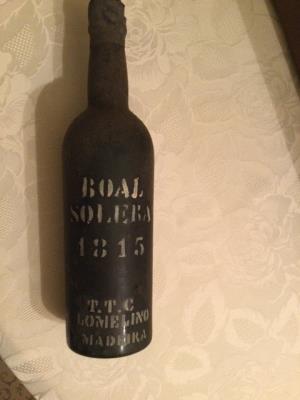 BOAL
SOLERA
1815
T.T.C
LOMELINO
MADEIRA